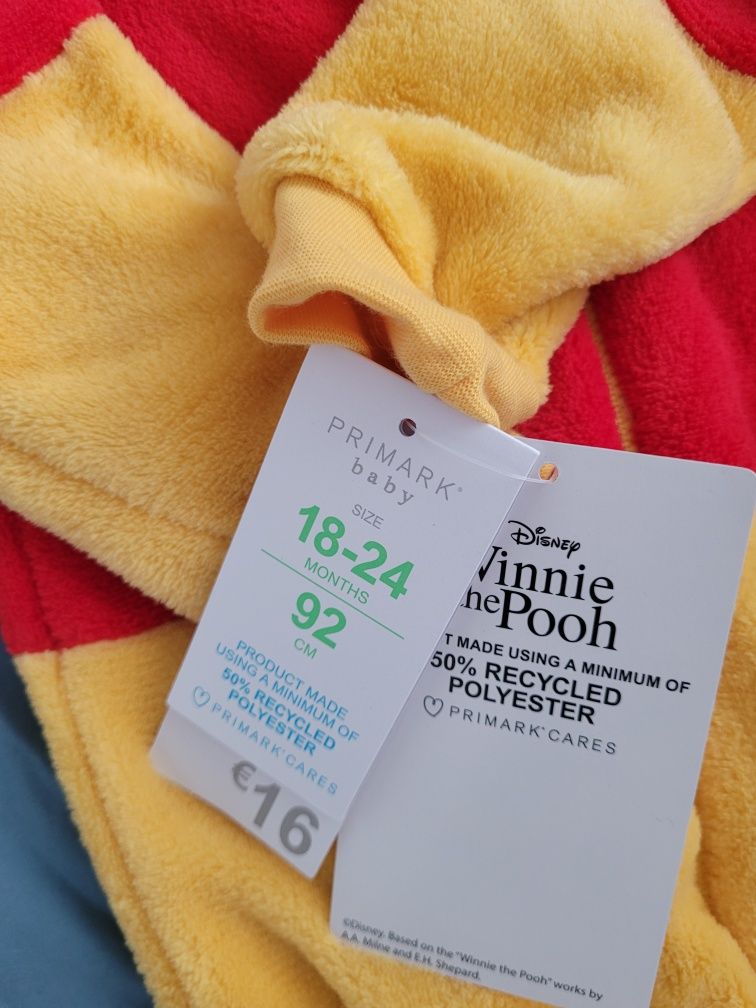 PRIMARK®
baby
SIZE
18-24
MONTHS
92
CM
PRODUCT MADE
USING A MINIMUM OF
50% RECYCLED
POLYESTER
PRIMARK®CARES
€16
Disney
Winnie
thePooh
T MADE USING A MINIMUM OF
50% RECYCLED
POLYESTER
PRIMARK®CARES
©Disney. Based on the "Winnie the Pooh" works by
A.A. Milne and E.H. Shepard.